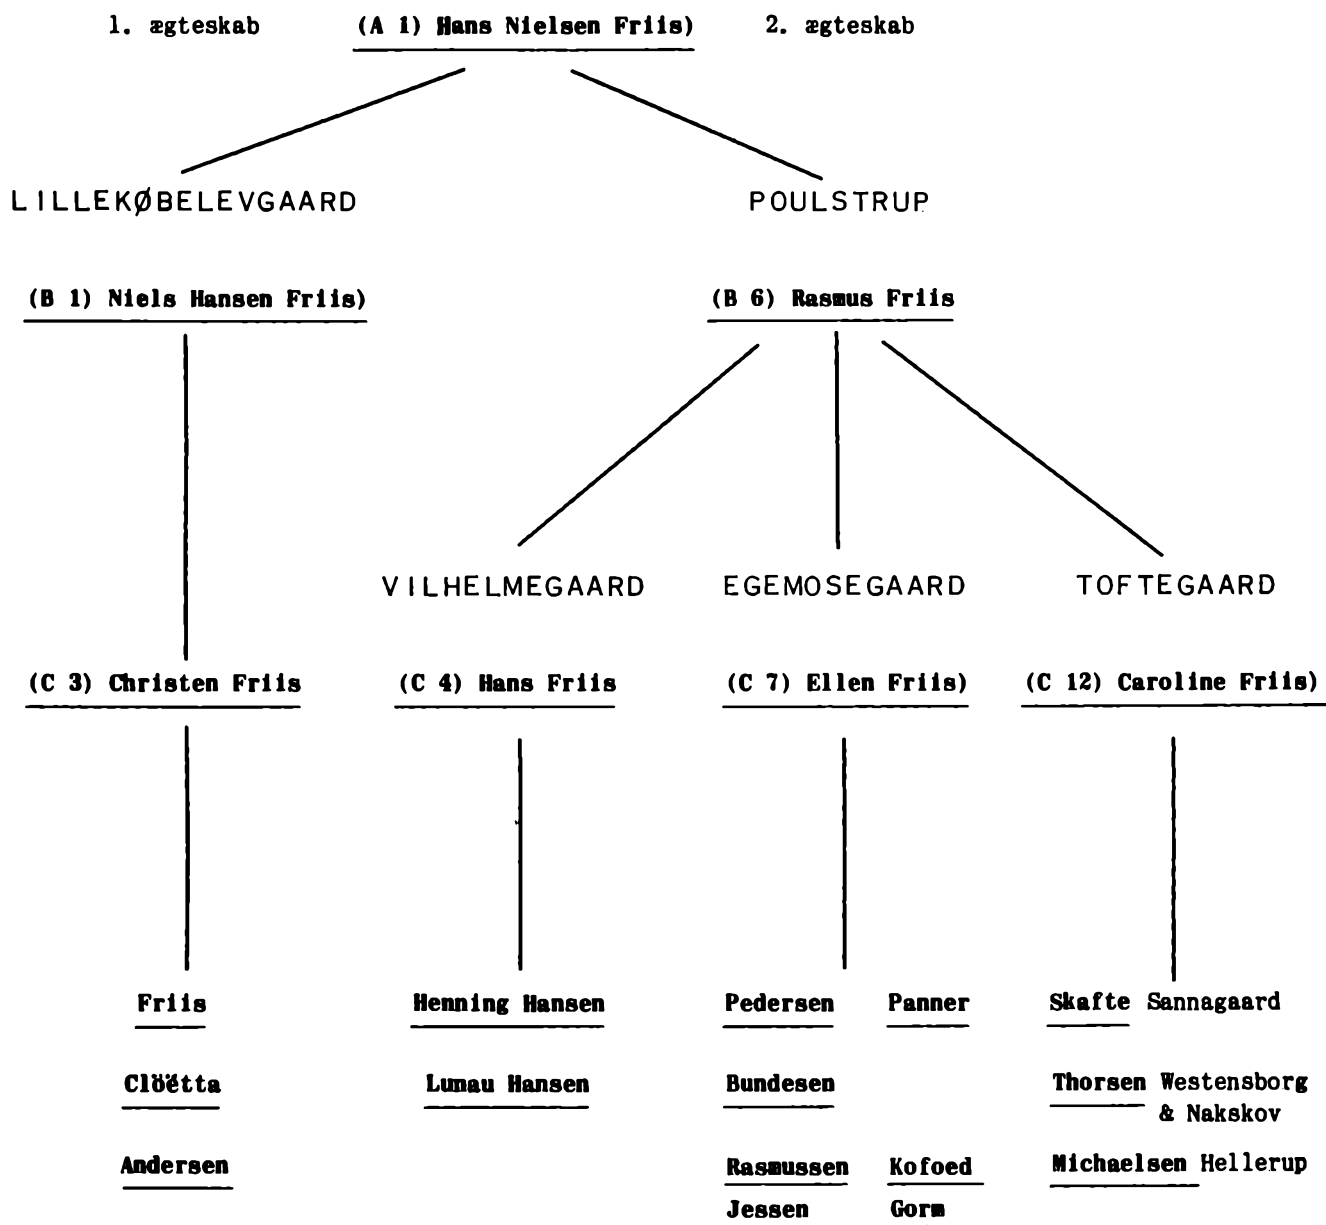 1. ægteskab (A 1) Hans Nielsen Friis) 2. ægteskab
LILLEKØBELEVGAARD POULSTRUP
(B 1) Niels Hansen Friis) (B 6) Rasmus Friis
VILHELMEGAARD EGEMOSEGAARD TOFTEGAARD
(C 3) Christen Friis (C 4) Hans Friis (C 7) Ellen Friis) (C 12) Caroline Friis)
Friis Henning Hansen Pedersen Panner Skafte Sannagaard
Clöëtta Lunau Hansen Bundesen Thorsen Westensborg
& Nakskov
Andersen Rasmussen Kofoed Michaelsen Hellerup
Jessen Gorm